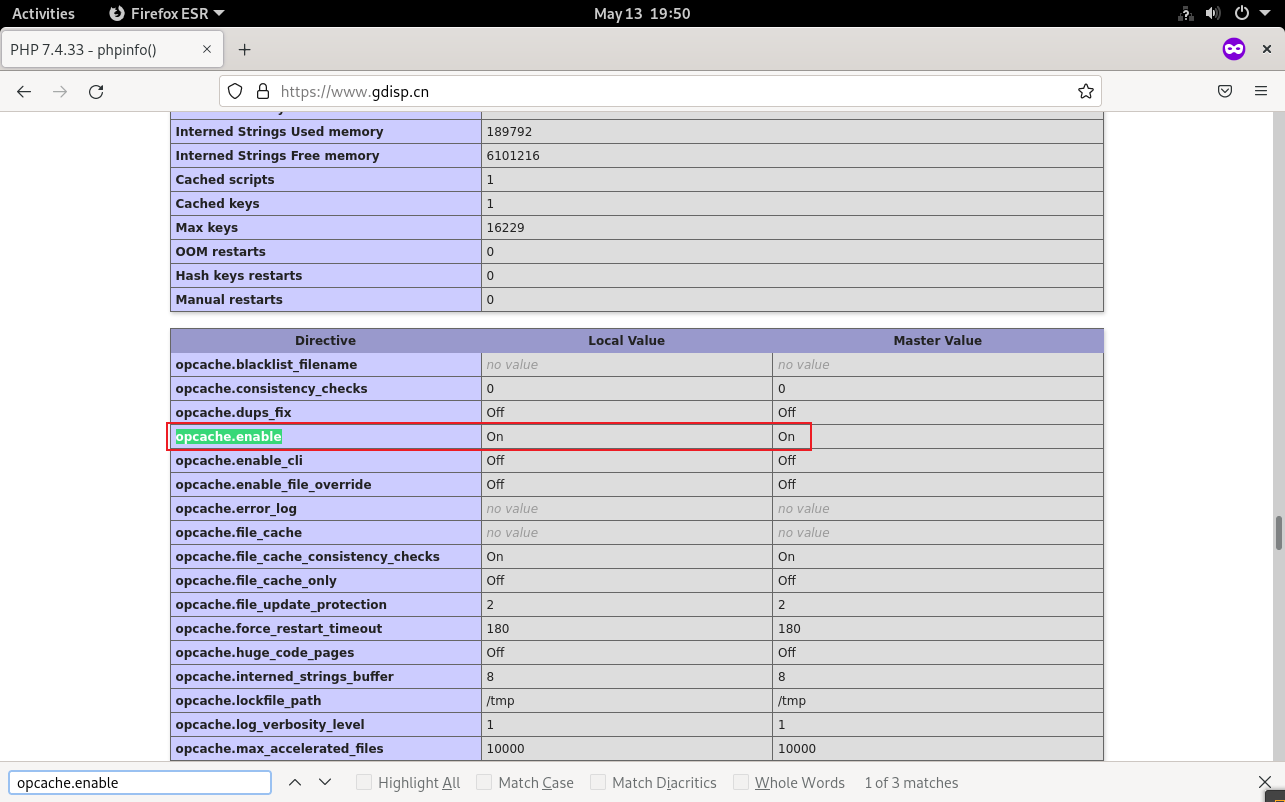 Activities Firefox ESR May 13 19:50
PHP 7.4.33 - phpinfo()
https://www.gdisp.cn
Interned Strings Used memory 189792
Interned Strings Free memory 6101216
Cached scripts 1
Cached keys 1
Max keys 16229
OOM restarts 0
Hash keys restarts 0
Manual restarts 0
Directive Local Value Master Value
opcache.blacklist_filename no value no value
opcache.consistency_checks 0 0
opcache.dups_fix Off Off
opcache.enable On On
opcache.enable_cli Off Off
opcache.enable_file_override Off Off
opcache.error_log no value no value
opcache.file_cache no value no value
opcache.file_cache_consistency_checks On On
opcache.file_cache_only Off Off
opcache.file_update_protection 2 2
opcache.force_restart_timeout 180 180
opcache.huge_code_pages Off Off
opcache.interned_strings_buffer 8 8
opcache.lockfile_path /tmp /tmp
opcache.log_verbosity_level 1 1
opcache.max_accelerated_files 10000 10000
opcache.enable Highlight All Match Case Match Diacritics Whole Words 1 of 3 matches